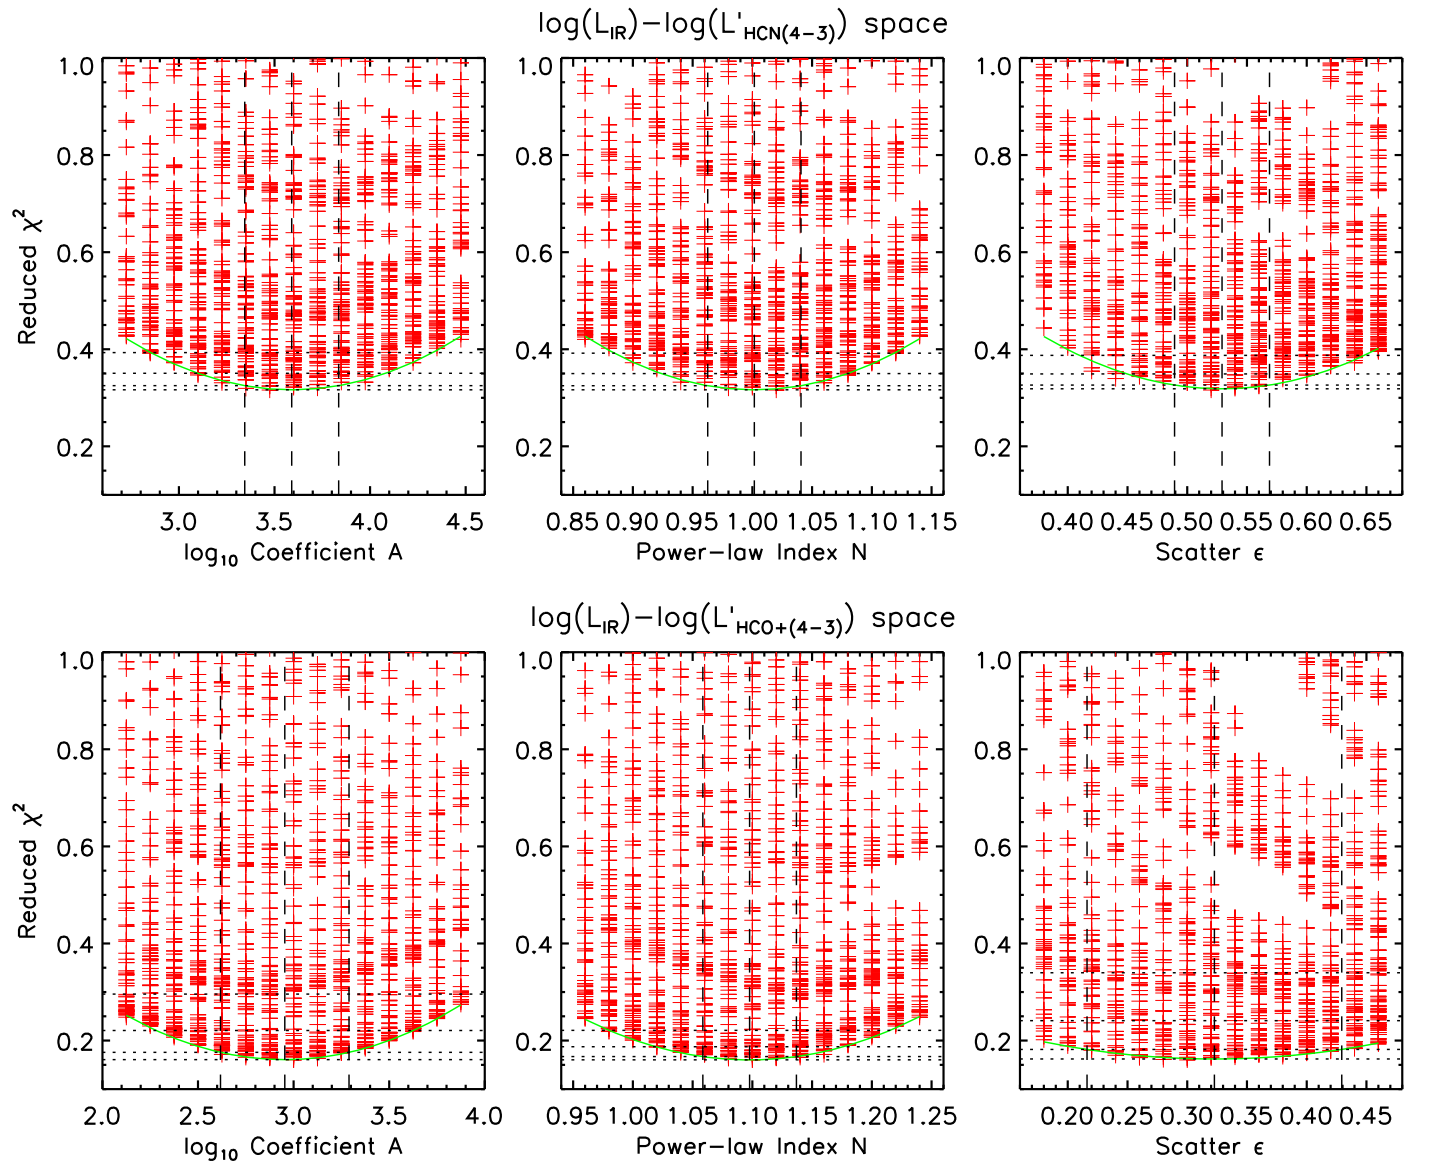 log(L_IR)−log(L'_HCN(4−3)) space
Reduced χ²
1.0
0.8
0.6
0.4
0.2
3.0 3.5 4.0 4.5
log₁₀ Coefficient A
1.0
0.8
0.6
0.4
0.2
0.85 0.90 0.95 1.00 1.05 1.10 1.15
Power−law Index N
1.0
0.8
0.6
0.4
0.2
0.40 0.45 0.50 0.55 0.60 0.65
Scatter ϵ
log(L_IR)−log(L'_HCO+(4−3)) space
Reduced χ²
1.0
0.8
0.6
0.4
0.2
2.0 2.5 3.0 3.5 4.0
log₁₀ Coefficient A
1.0
0.8
0.6
0.4
0.2
0.95 1.00 1.05 1.10 1.15 1.20 1.25
Power−law Index N
1.0
0.8
0.6
0.4
0.2
0.20 0.25 0.30 0.35 0.40 0.45
Scatter ϵ